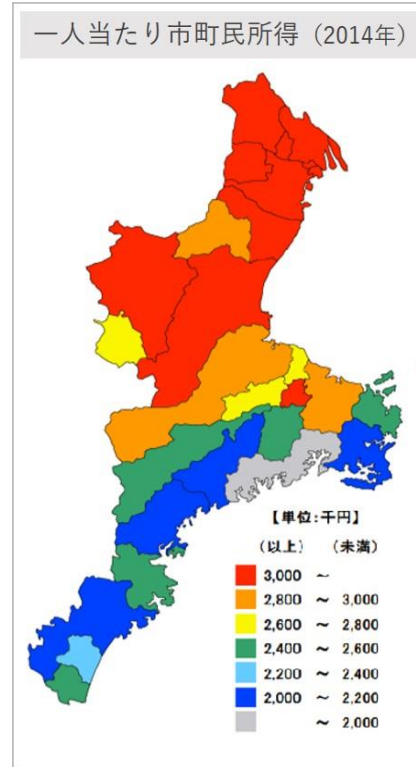 一人当たり市町民所得（2014年）
【単位：千円】
（以上）　（未満）
3,000 ～
2,800 ～ 3,000
2,600 ～ 2,800
2,400 ～ 2,600
2,200 ～ 2,400
2,000 ～ 2,200
～ 2,000